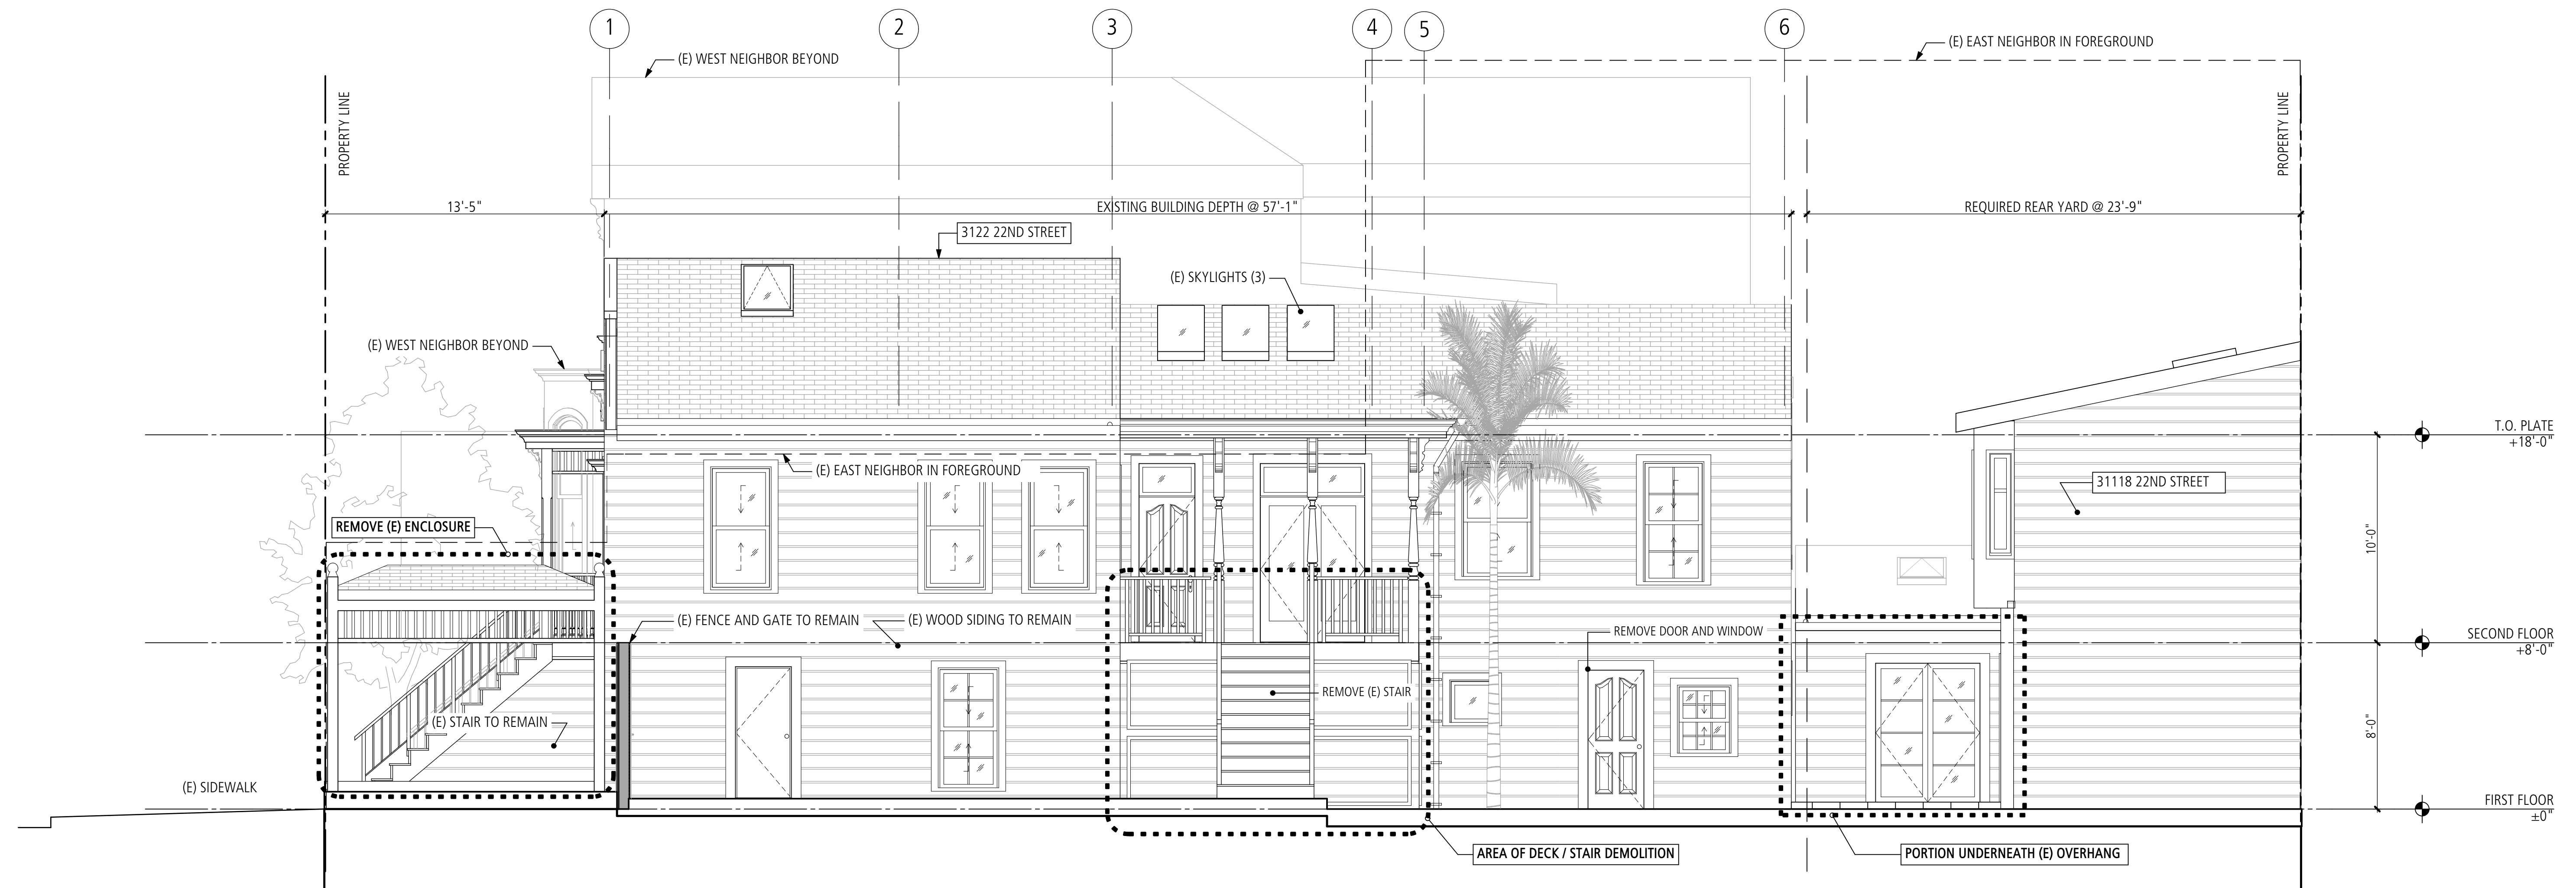 1
2
3
4
5
6
(E) WEST NEIGHBOR BEYOND
(E) EAST NEIGHBOR IN FOREGROUND
PROPERTY LINE
PROPERTY LINE
13'-5"
EXISTING BUILDING DEPTH @ 57'-1"
REQUIRED REAR YARD @ 23'-9"
3122 22ND STREET
(E) SKYLIGHTS (3)
(E) WEST NEIGHBOR BEYOND
T.O. PLATE
+18'-0"
(E) EAST NEIGHBOR IN FOREGROUND
31118 22ND STREET
REMOVE (E) ENCLOSURE
10'-0"
(E) FENCE AND GATE TO REMAIN
(E) WOOD SIDING TO REMAIN
REMOVE DOOR AND WINDOW
SECOND FLOOR
+8'-0"
REMOVE (E) STAIR
(E) STAIR TO REMAIN
8'-0"
(E) SIDEWALK
FIRST FLOOR
±0"
AREA OF DECK / STAIR DEMOLITION
PORTION UNDERNEATH (E) OVERHANG